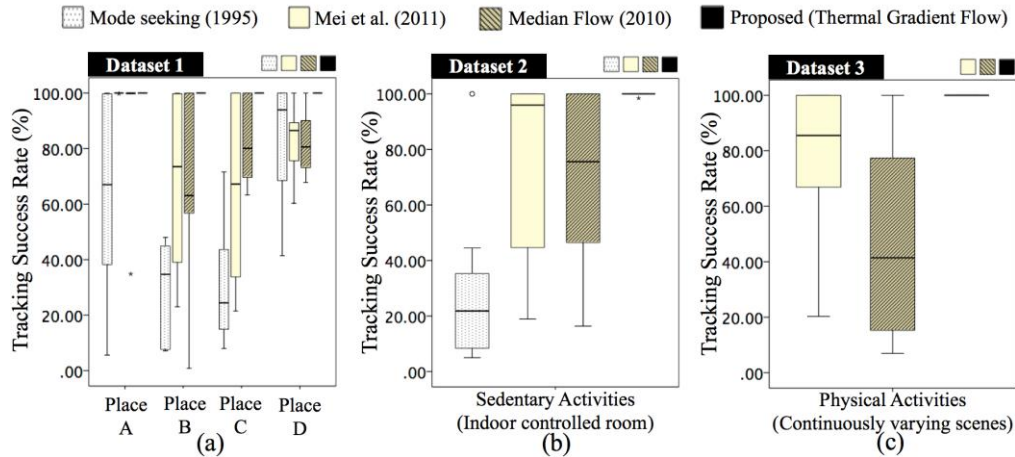 Mode seeking (1995) Mei et al. (2011) Median Flow (2010) Proposed (Thermal Gradient Flow)
Dataset 1
Tracking Success Rate (%)
100.00
80.00
60.00
40.00
20.00
.00
Place A
Place B
Place C
Place D
(a)
Dataset 2
Tracking Success Rate (%)
100.00
80.00
60.00
40.00
20.00
.00
Sedentary Activities
(Indoor controlled room)
(b)
Dataset 3
Tracking Success Rate (%)
100.00
80.00
60.00
40.00
20.00
.00
Physical Activities
(Continuously varying scenes)
(c)